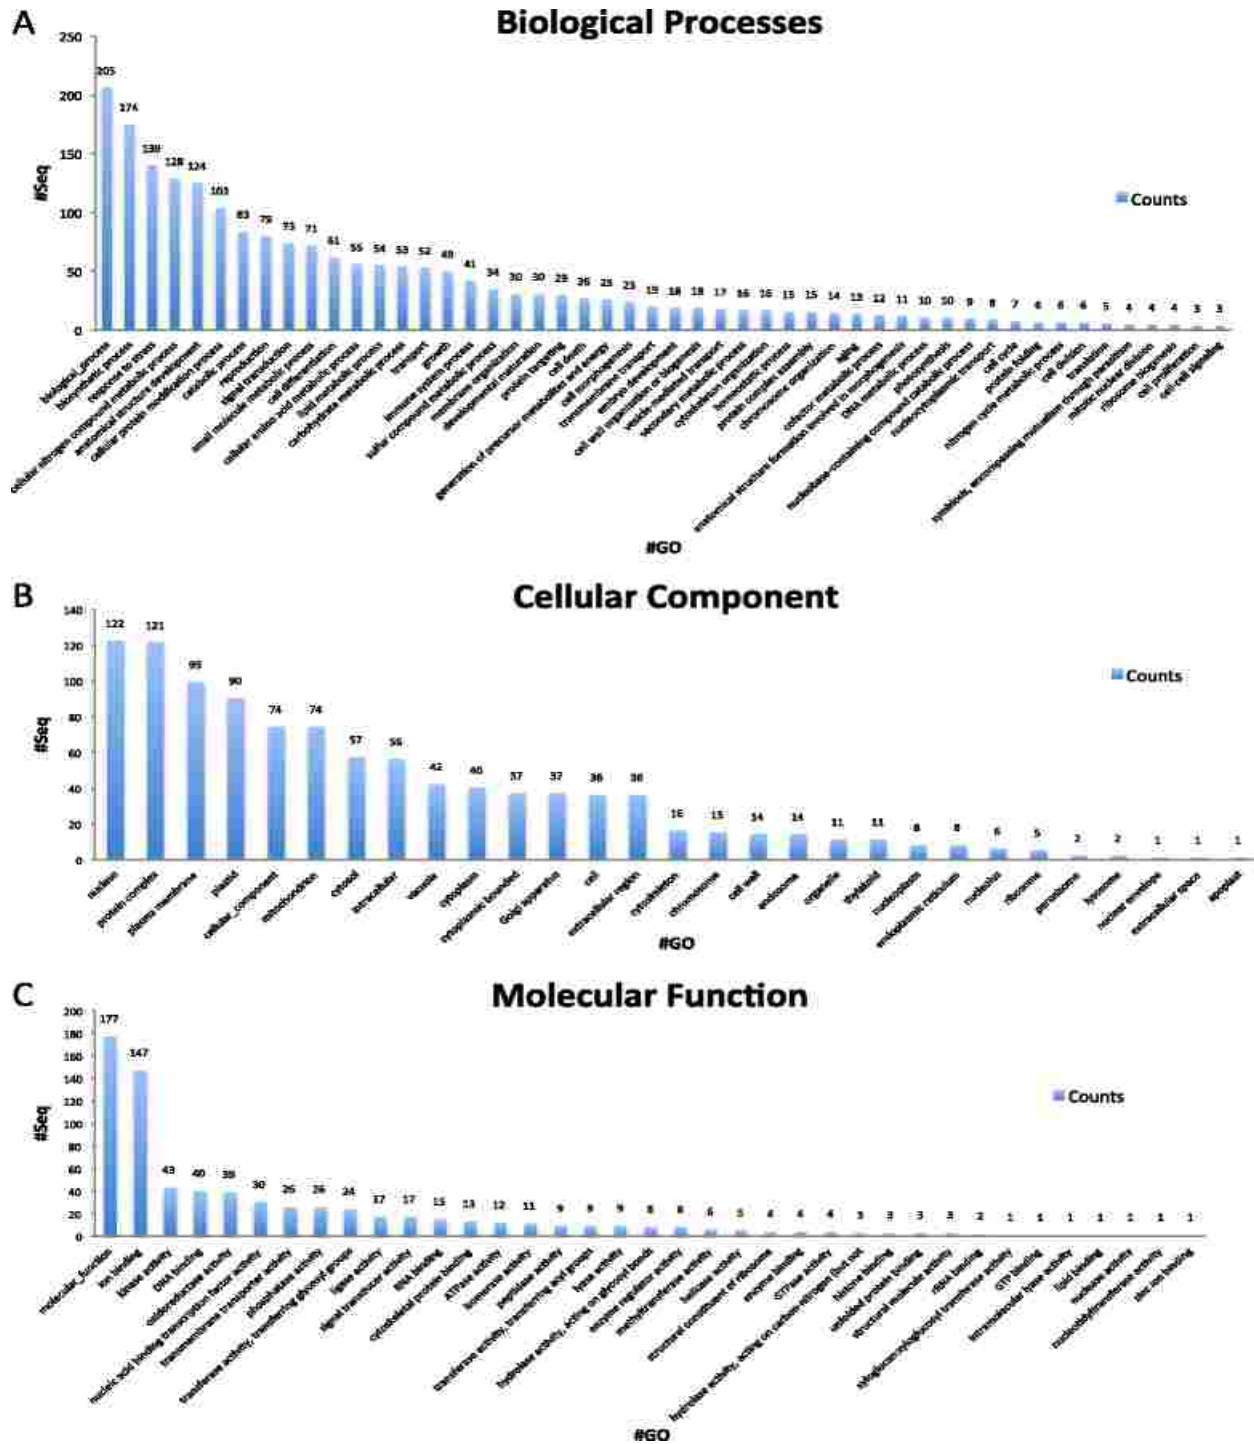 A
Biological Processes
250
200
150
100
50
0
#Seq
205
174
139
128
124
103
83
79
73
71
61
55
54
53
52
49
41
34
30
30
29
26
25
23
19
18
18
17
16
16
15
15
14
13
12
11
10
10
9
8
7
6
6
6
5
4
4
4
3
3
Counts
biological_process
biosynthetic process
response to stress
cellular nitrogen compound metabolic process
anatomical structure development
cellular protein modification process
catabolic process
reproduction
signal transduction
small molecule metabolic process
cell differentiation
cellular amino acid metabolic process
lipid metabolic process
carbohydrate metabolic process
transport
growth
immune system process
sulfur compound metabolic process
membrane organization
developmental maturation
protein targeting
cell death
generation of precursor metabolites and energy
cell morphogenesis
transmembrane transport
embryo development
cell wall organization or biogenesis
vesicle-mediated transport
secondary metabolic process
cytoskeleton organization
homeostatic process
protein complex assembly
chromosome organization
aging
cofactor metabolic process
anatomical structure formation involved in morphogenesis
DNA metabolic process
photosynthesis
nucleobase-containing compound catabolic process
nucleocytoplasmic transport
cell cycle
protein folding
nitrogen cycle metabolic process
cell division
translation
symbiosis, encompassing mutualism through parasitism
mitotic nuclear division
ribosome biogenesis
cell proliferation
cell-cell signaling
#GO
B
Cellular Component
140
120
100
80
60
40
20
0
#Seq
122
121
99
90
74
74
57
56
42
40
37
37
36
36
16
15
14
14
11
11
8
8
6
5
2
2
1
1
1
Counts
nucleus
protein complex
plasma membrane
plastid
cellular_component
mitochondrion
cytosol
intracellular
vacuole
cytoplasm
cytoplasmic bounded
Golgi apparatus
cell
extracellular region
cytoskeleton
chromosome
cell wall
endosome
organelle
thylakoid
nucleoplasm
endoplasmic reticulum
nucleolus
ribosome
peroxisome
lysosome
nuclear envelope
extracellular space
apoplast
#GO
C
Molecular Function
200
180
160
140
120
100
80
60
40
20
0
#Seq
177
147
43
40
39
30
26
26
24
17
17
15
13
12
11
9
9
9
8
8
6
5
4
4
4
3
3
3
3
2
1
1
1
1
1
1
1
Counts
molecular_function
ion binding
kinase activity
DNA binding
oxidoreductase activity
nucleic acid binding transcription factor activity
transmembrane transporter activity
phosphatase activity
transferase activity, transferring glycosyl groups
ligase activity
signal transducer activity
RNA binding
cytoskeletal protein binding
ATPase activity
isomerase activity
peptidase activity
transferase activity, transferring acyl groups
lyase activity
hydrolase activity, acting on glycosyl bonds
enzyme regulator activity
methyltransferase activity
helicase activity
structural constituent of ribosome
enzyme binding
GTPase activity
hydrolase activity, acting on carbon-nitrogen (but not
histone binding
unfolded protein binding
structural molecule activity
rRNA binding
xyloglucan:xyloglucosyl transferase activity
GTP binding
intramolecular lyase activity
lipid binding
nuclease activity
nucleotidyltransferase activity
zinc ion binding
#GO